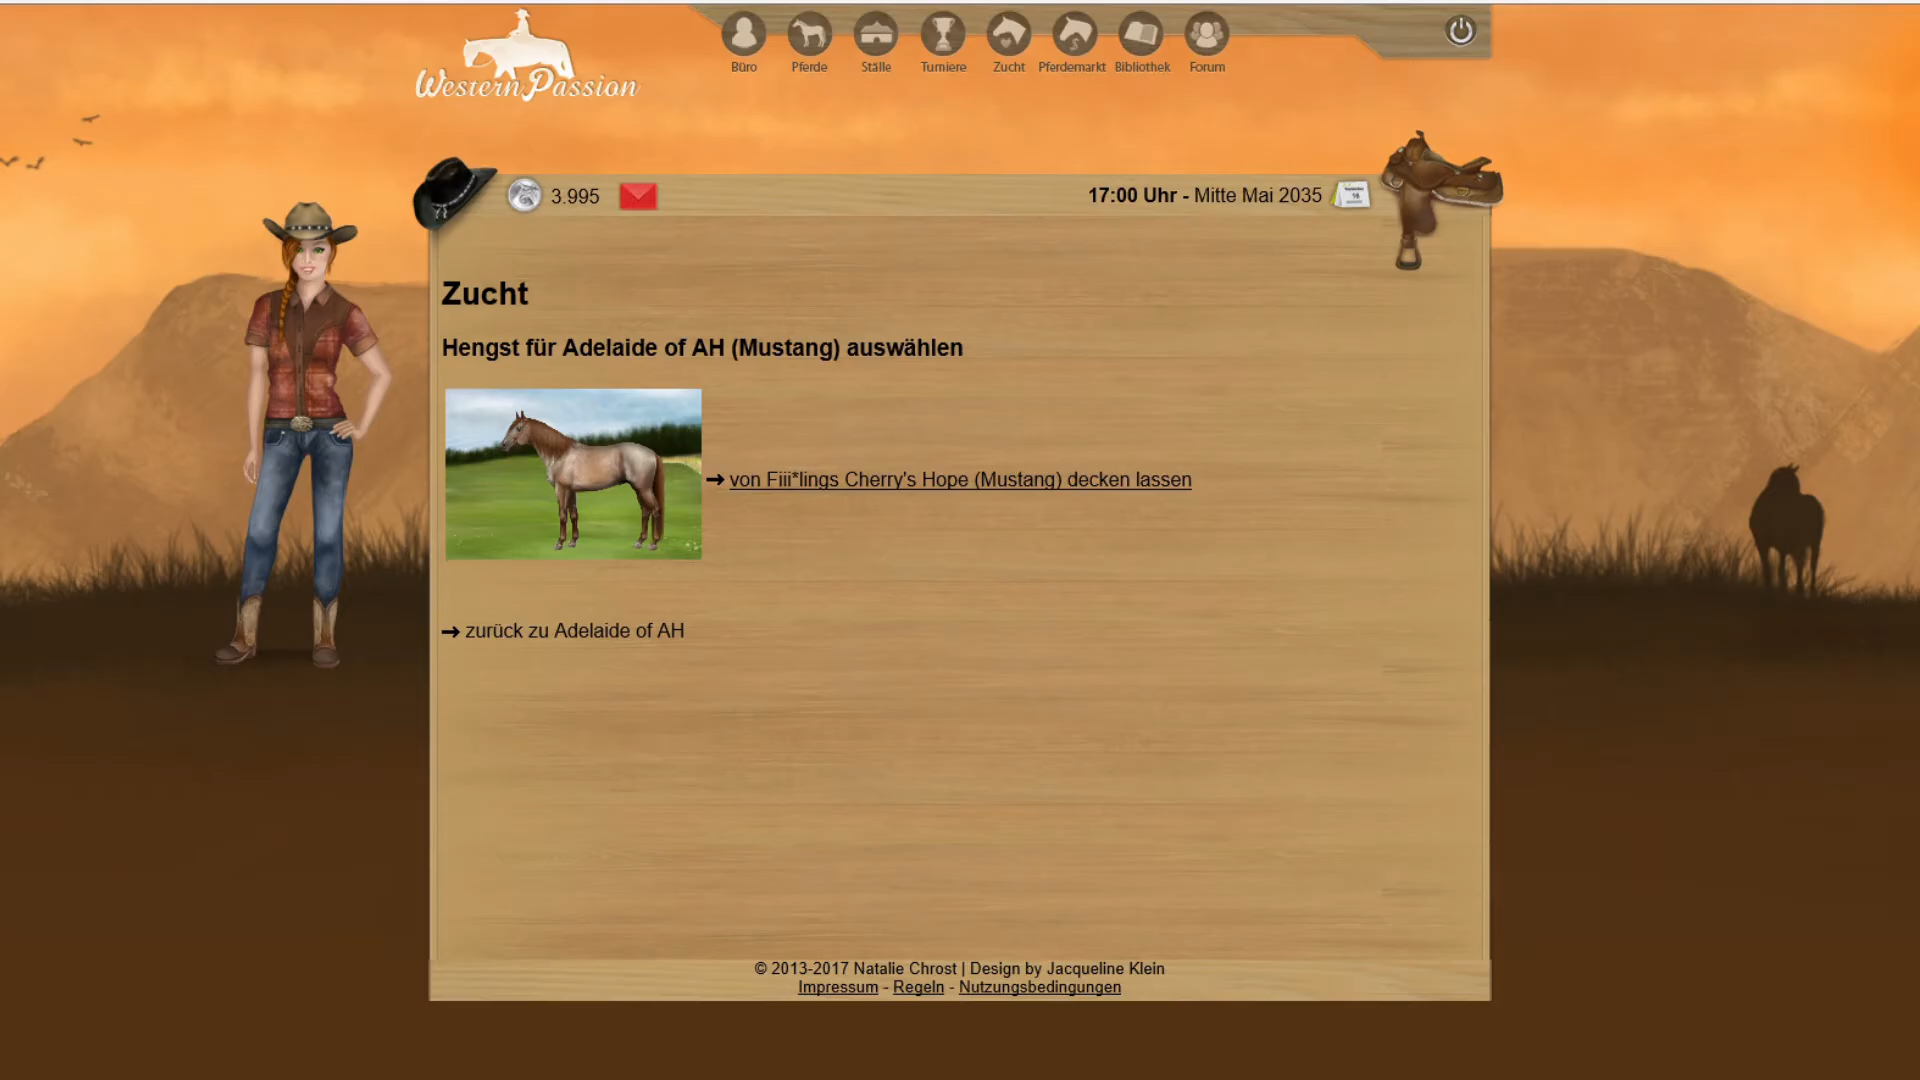 Western Passion
Büro Pferde Ställe Turniere Zucht Pferdemarkt Bibliothek Forum
3.995
17:00 Uhr - Mitte Mai 2035
Zucht
Hengst für Adelaide of AH (Mustang) auswählen
→ von Fiii*lings Cherry's Hope (Mustang) decken lassen
→ zurück zu Adelaide of AH
© 2013-2017 Natalie Chrost | Design by Jacqueline Klein
Impressum - Regeln - Nutzungsbedingungen